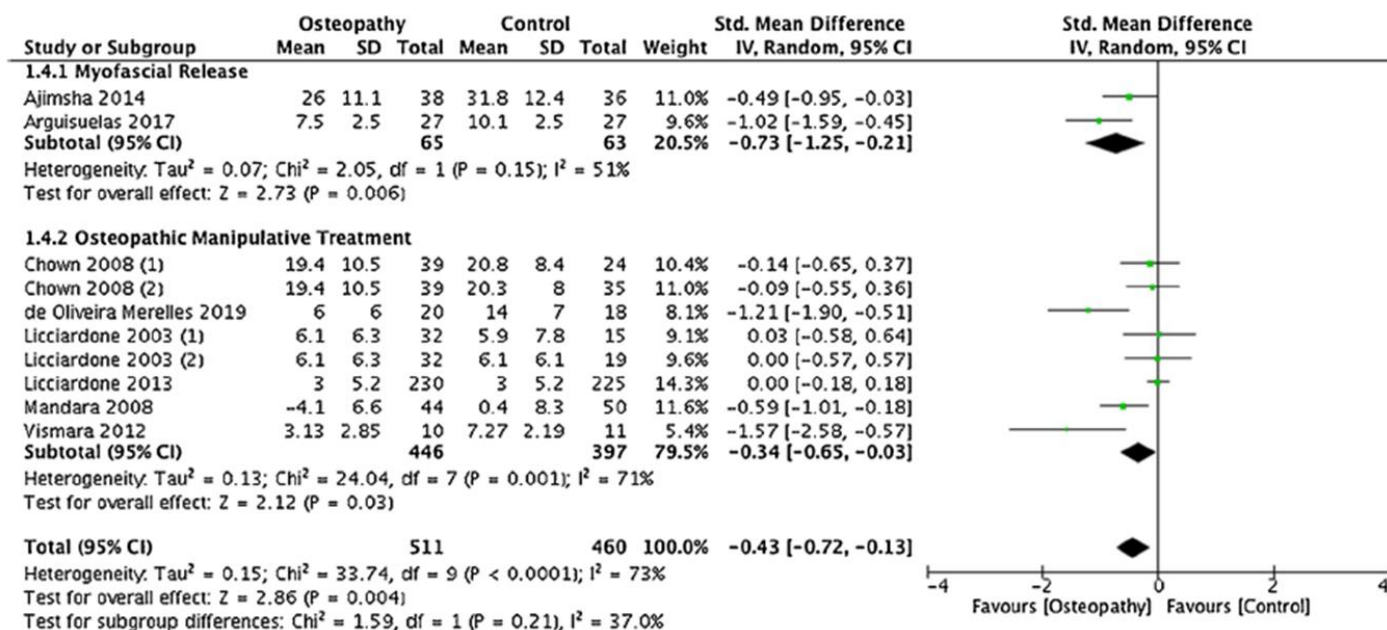 Osteopathy Control Std. Mean Difference Std. Mean Difference
Study or Subgroup Mean SD Total Mean SD Total Weight IV, Random, 95% CI IV, Random, 95% CI
1.4.1 Myofascial Release
Ajimsha 2014 26 11.1 38 31.8 12.4 36 11.0% −0.49 [−0.95, −0.03]
Arguisuelas 2017 7.5 2.5 27 10.1 2.5 27 9.6% −1.02 [−1.59, −0.45]
Subtotal (95% CI) 65 63 20.5% −0.73 [−1.25, −0.21]
Heterogeneity: Tau² = 0.07; Chi² = 2.05, df = 1 (P = 0.15); I² = 51%
Test for overall effect: Z = 2.73 (P = 0.006)
1.4.2 Osteopathic Manipulative Treatment
Chown 2008 (1) 19.4 10.5 39 20.8 8.4 24 10.4% −0.14 [−0.65, 0.37]
Chown 2008 (2) 19.4 10.5 39 20.3 8 35 11.0% −0.09 [−0.55, 0.36]
de Oliveira Merelles 2019 6 6 20 14 7 18 8.1% −1.21 [−1.90, −0.51]
Licciardone 2003 (1) 6.1 6.3 32 5.9 7.8 15 9.1% 0.03 [−0.58, 0.64]
Licciardone 2003 (2) 6.1 6.3 32 6.1 6.1 19 9.6% 0.00 [−0.57, 0.57]
Licciardone 2013 3 5.2 230 3 5.2 225 14.3% 0.00 [−0.18, 0.18]
Mandara 2008 −4.1 6.6 44 0.4 8.3 50 11.6% −0.59 [−1.01, −0.18]
Vismara 2012 3.13 2.85 10 7.27 2.19 11 5.4% −1.57 [−2.58, −0.57]
Subtotal (95% CI) 446 397 79.5% −0.34 [−0.65, −0.03]
Heterogeneity: Tau² = 0.13; Chi² = 24.04, df = 7 (P = 0.001); I² = 71%
Test for overall effect: Z = 2.12 (P = 0.03)
Total (95% CI) 511 460 100.0% −0.43 [−0.72, −0.13]
Heterogeneity: Tau² = 0.15; Chi² = 33.74, df = 9 (P < 0.0001); I² = 73%
Test for overall effect: Z = 2.86 (P = 0.004)
Test for subgroup differences: Chi² = 1.59, df = 1 (P = 0.21), I² = 37.0%
−4 −2 0 2 4
Favours [Osteopathy] Favours [Control]